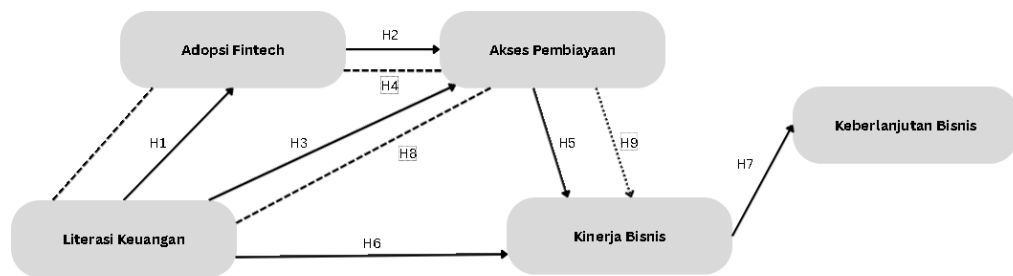 Adopsi Fintech
H2
Akses Pembiayaan
H4
H1
H3
H8
H5
H9
Keberlanjutan Bisnis
H7
Literasi Keuangan
H6
Kinerja Bisnis